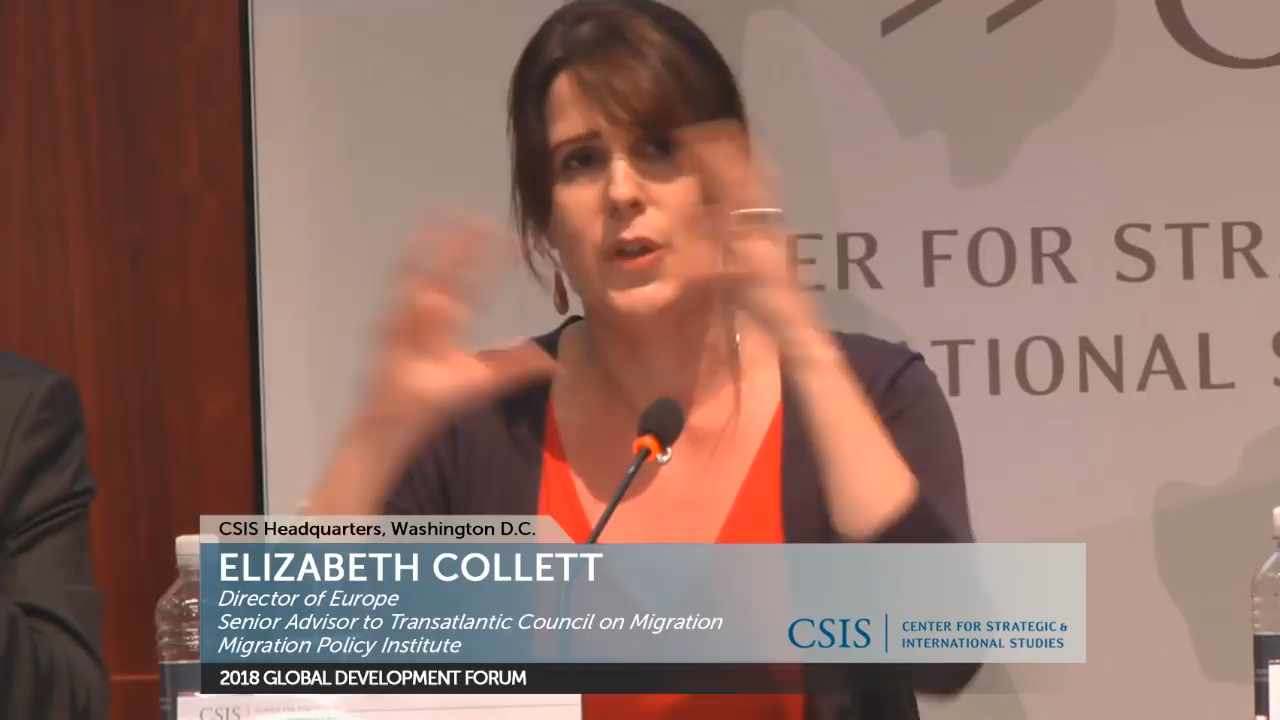 ER FOR STR
TIONAL
CSIS Headquarters, Washington D.C.
ELIZABETH COLLETT
Director of Europe
Senior Advisor to Transatlantic Council on Migration
Migration Policy Institute
CSIS
CENTER FOR STRATEGIC &
INTERNATIONAL STUDIES
2018 GLOBAL DEVELOPMENT FORUM
CSIS